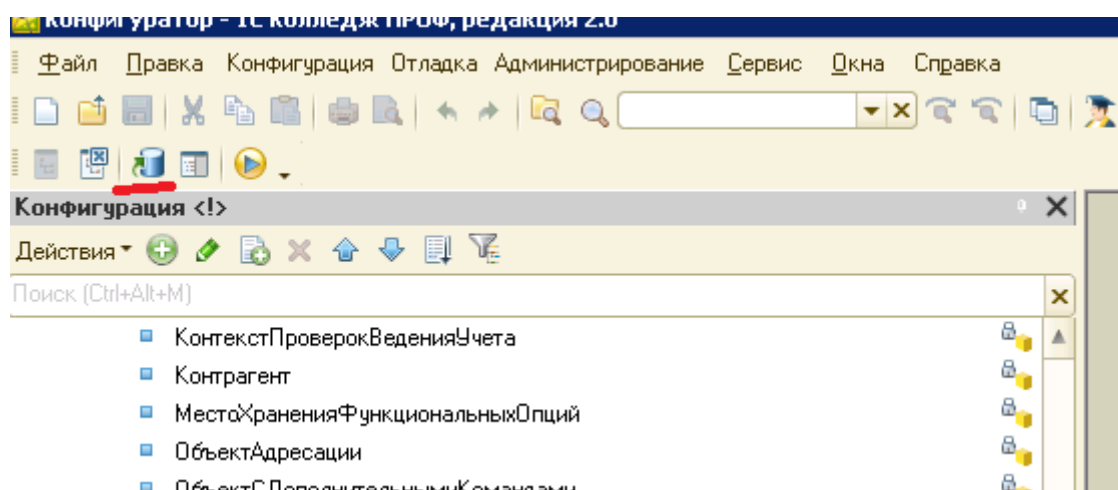 Конфигуратор - 1С Колледж ПРОФ, редакция 2.0
Файл Правка Конфигурация Отладка Администрирование Сервис Окна Справка
Конфигурация <!>
Действия
Поиск (Ctrl+Alt+M)
КонтекстПроверокВеденияУчета
Контрагент
МестоХраненияФункциональныхОпций
ОбъектАдресации
ОбъектСДополнительнымиКомандами